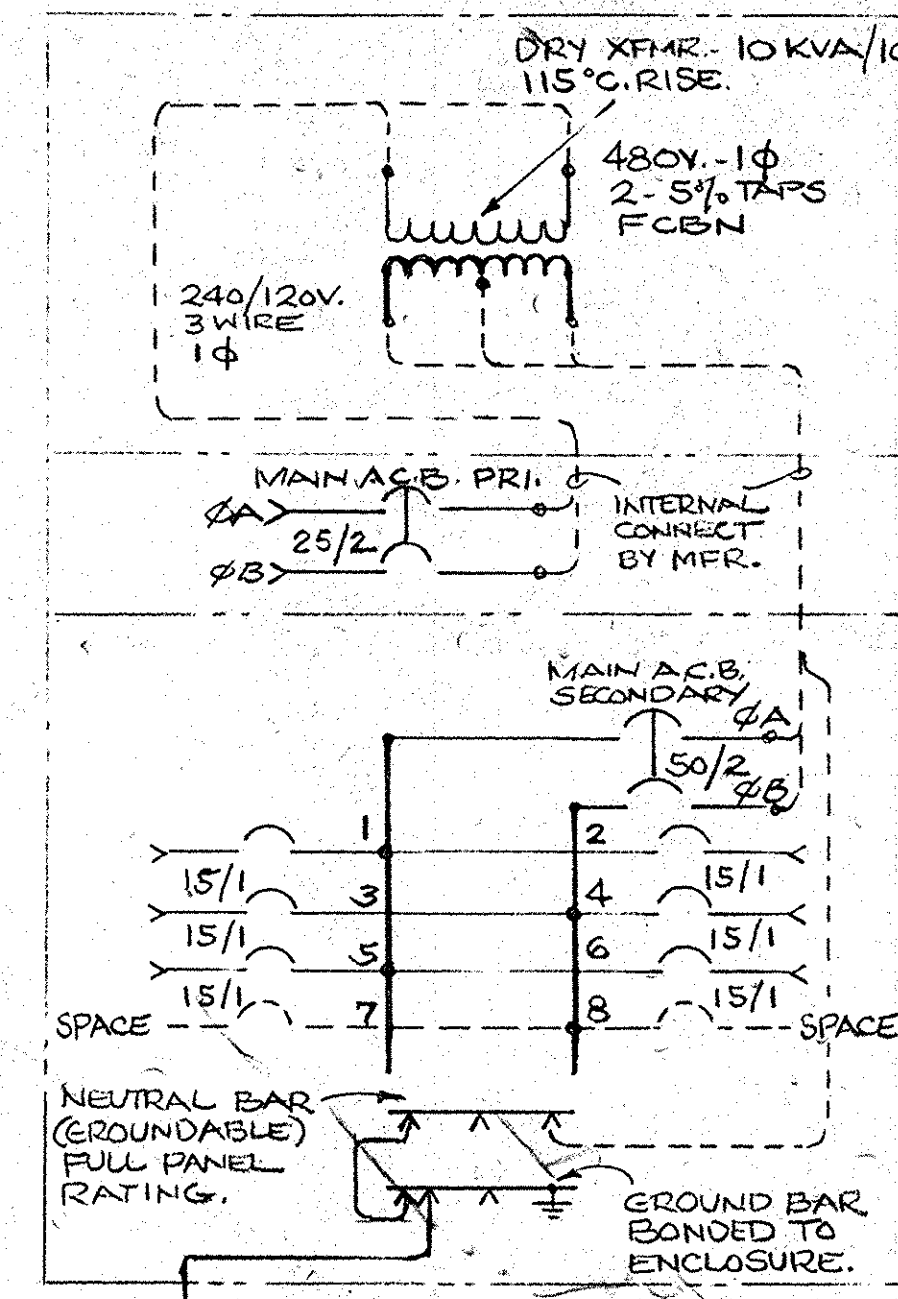 DRY XFMR.- 10 KVA/10
115°C. RISE.
480V.-1ϕ
2-5% TAPS
FCBN
240/120V.
3 WIRE
1ϕ
MAIN A.C.B. PRI.
ϕA
25/2
ϕB
INTERNAL
CONNECT
BY MFR.
MAIN A.C.B.
SECONDARY
ϕA
50/2
ϕB
1
2
15/1
15/1
3
4
15/1
15/1
5
6
15/1
15/1
SPACE
7
8
SPACE
NEUTRAL BAR
(GROUNDABLE)
FULL PANEL
RATING.
GROUND BAR
BONDED TO
ENCLOSURE.